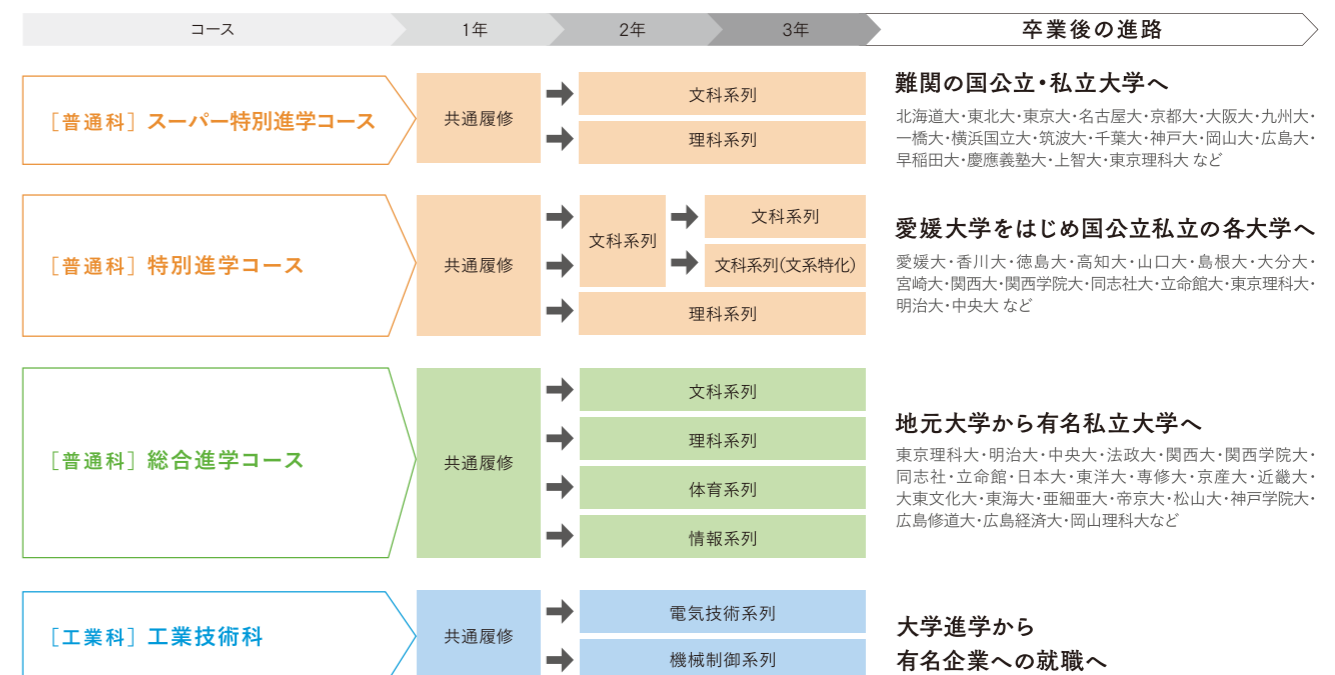 コース
1年
2年
3年
卒業後の進路
［普通科］スーパー特別進学コース
共通履修
文科系列
理科系列
難関の国公立・私立大学へ
北海道大・東北大・東京大・名古屋大・京都大・大阪大・九州大・
一橋大・横浜国立大・筑波大・千葉大・神戸大・岡山大・広島大・
早稲田大・慶應義塾大・上智大・東京理科大 など
［普通科］特別進学コース
共通履修
文科系列
文科系列
文科系列(文系特化)
理科系列
愛媛大学をはじめ国公立私立の各大学へ
愛媛大・香川大・徳島大・高知大・山口大・島根大・大分大・
宮崎大・関西大・関西学院大・同志社大・立命館大・東京理科大・
明治大・中央大 など
［普通科］総合進学コース
共通履修
文科系列
理科系列
体育系列
情報系列
地元大学から有名私立大学へ
東京理科大・明治大・中央大・法政大・関西大・関西学院大・
同志社・立命館・日本大・東洋大・専修大・京産大・近畿大・
大東文化大・東海大・亜細亜大・帝京大・松山大・神戸学院大・
広島修道大・広島経済大・岡山理科大など
［工業科］工業技術科
共通履修
電気技術系列
機械制御系列
大学進学から
有名企業への就職へ